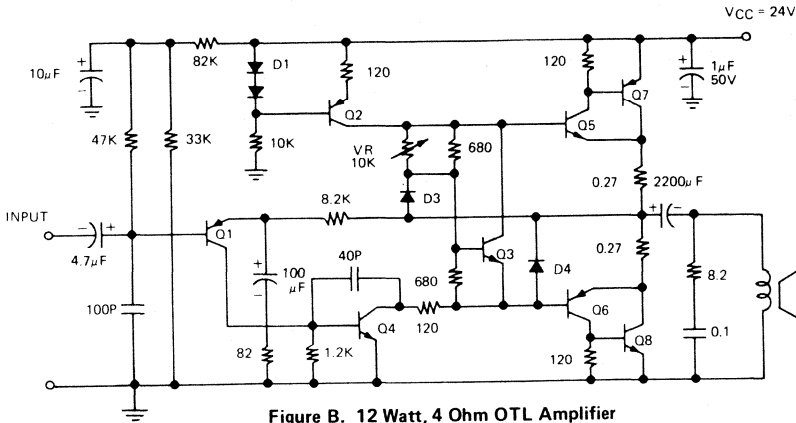 VCC = 24V
10µF
+
-
82K
D1
120
120
Q7
+
-
1µF
50V
Q2
Q5
47K
33K
10K
VR
10K
680
0.27
2200µF
8.2K
D3
+
-
INPUT
-
+
4.7µF
Q1
+
-
100
µF
40P
Q3
D4
0.27
8.2
680
Q6
100P
82
1.2K
Q4
120
Q8
0.1
120
Figure B. 12 Watt, 4 Ohm OTL Amplifier